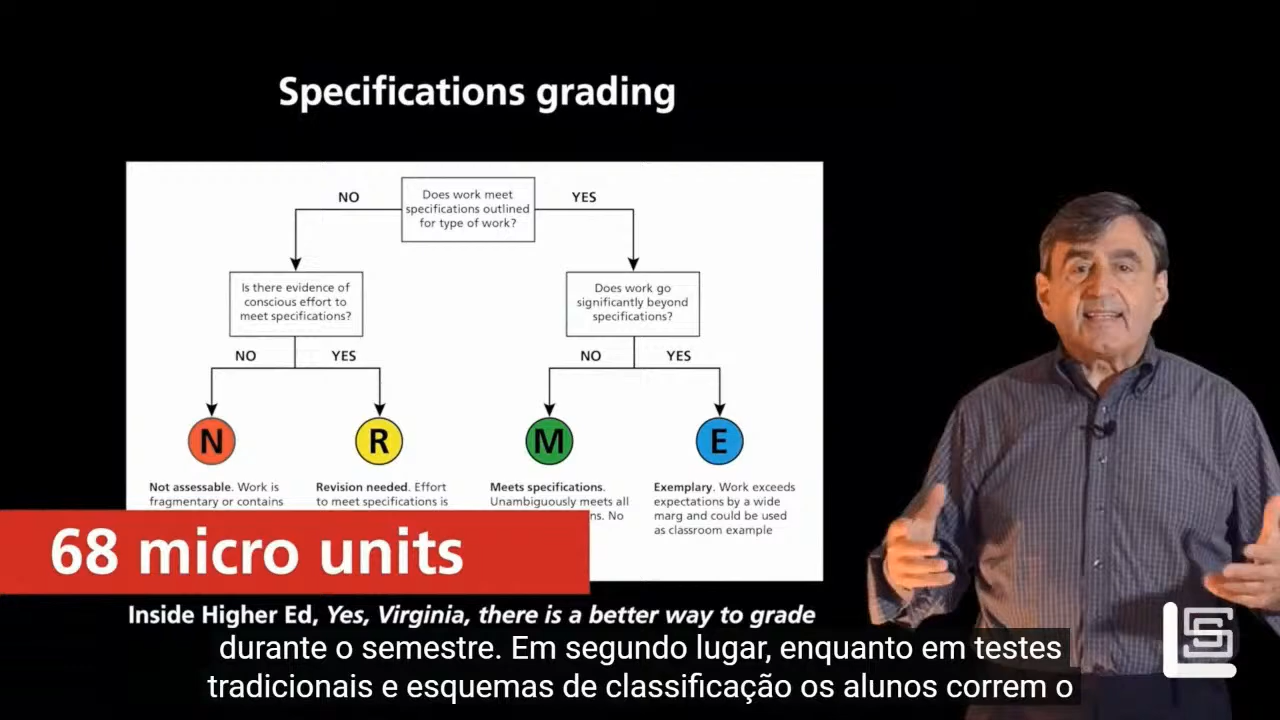 Specifications grading
NO
Does work meet
specifications outlined
for type of work?
YES
Is there evidence of
conscious effort to
meet specifications?
Does work go
significantly beyond
specifications?
NO
YES
NO
YES
N
R
M
E
Not assessable. Work is
fragmentary or contains
Revision needed. Effort
to meet specifications is
Meets specifications.
Unambiguously meets all
ns. No
Exemplary. Work exceeds
expectations by a wide
marg and could be used
as classroom example
68 micro units
Inside Higher Ed, Yes, Virginia, there is a better way to grade
durante o semestre. Em segundo lugar, enquanto em testes
tradicionais e esquemas de classificação os alunos correm o